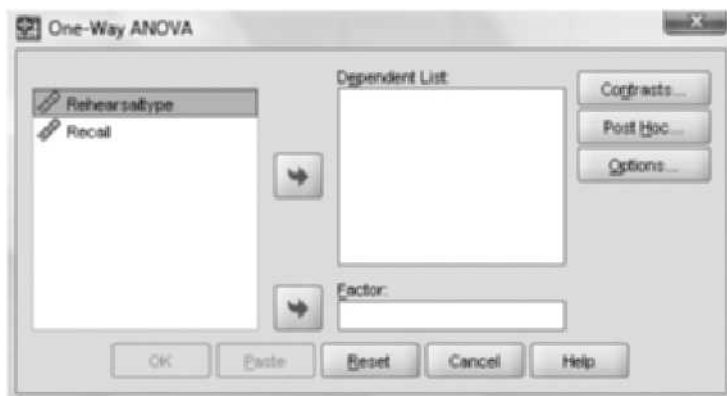 One-Way ANOVA
Rehearsaltype
Recall
Dependent List:
Contrasts...
Post Hoc...
Options...
Factor:
OK
Paste
Reset
Cancel
Help